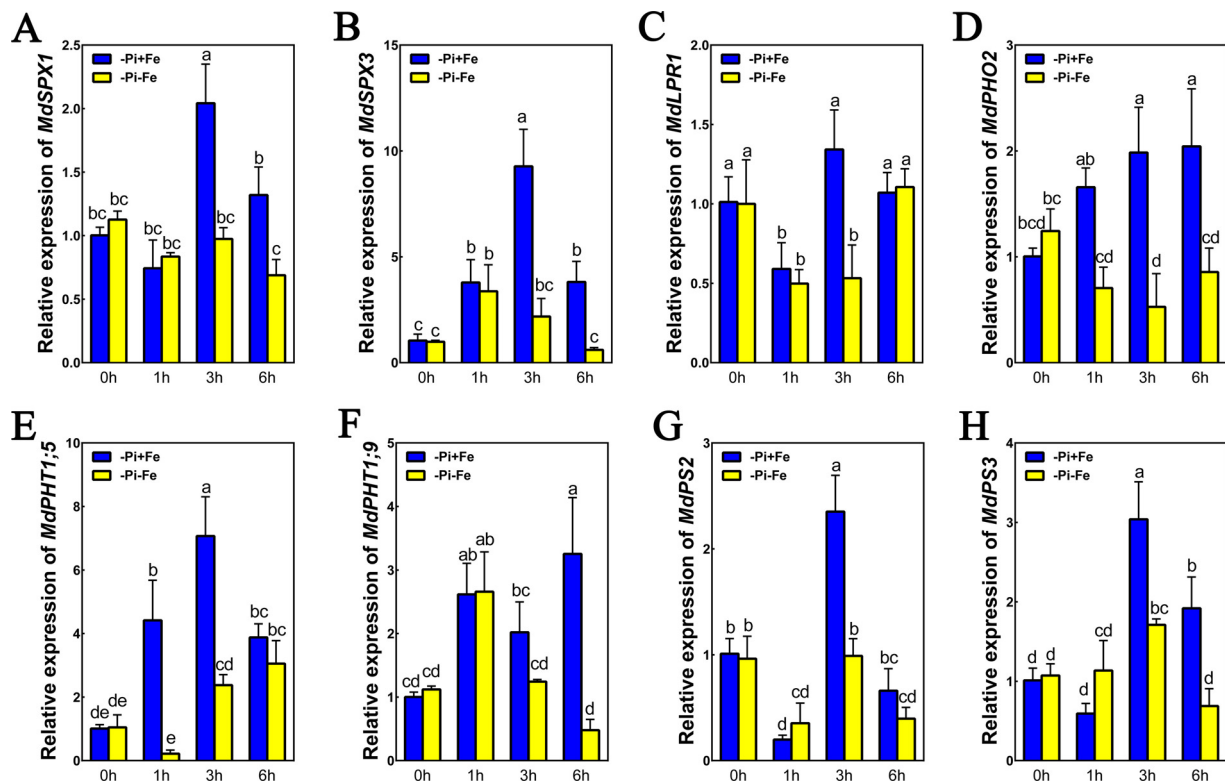 A
Relative expression of MdSPX1
2.5
2.0
1.5
1.0
0.5
0.0
-Pi+Fe
-Pi-Fe
bc bc
bc bc
a
bc
b
c
0h 1h 3h 6h
B
Relative expression of MdSPX3
15
10
5
0
-Pi+Fe
-Pi-Fe
c c
b b
a
bc
b
c
0h 1h 3h 6h
C
Relative expression of MdLPR1
2.0
1.5
1.0
0.5
0.0
-Pi+Fe
-Pi-Fe
a a
b b
a
b
a a
0h 1h 3h 6h
D
Relative expression of MdPHO2
3
2
1
0
-Pi+Fe
-Pi-Fe
bcd bc
ab
cd
a
d
a
cd
0h 1h 3h 6h
E
Relative expression of MdPHT1;5
10
8
6
4
2
0
-Pi+Fe
-Pi-Fe
de de
b
e
a
cd
bc bc
0h 1h 3h 6h
F
Relative expression of MdPHT1;9
5
4
3
2
1
0
-Pi+Fe
-Pi-Fe
cd cd
ab ab
bc
bc
a
d
0h 1h 3h 6h
G
Relative expression of MdPS2
3
2
1
0
-Pi+Fe
-Pi-Fe
b b
d
cd
a
b
bc
cd
0h 1h 3h 6h
H
Relative expression of MdPS3
4
3
2
1
0
-Pi+Fe
-Pi-Fe
d d
d
cd
a
bc
b
d
0h 1h 3h 6h